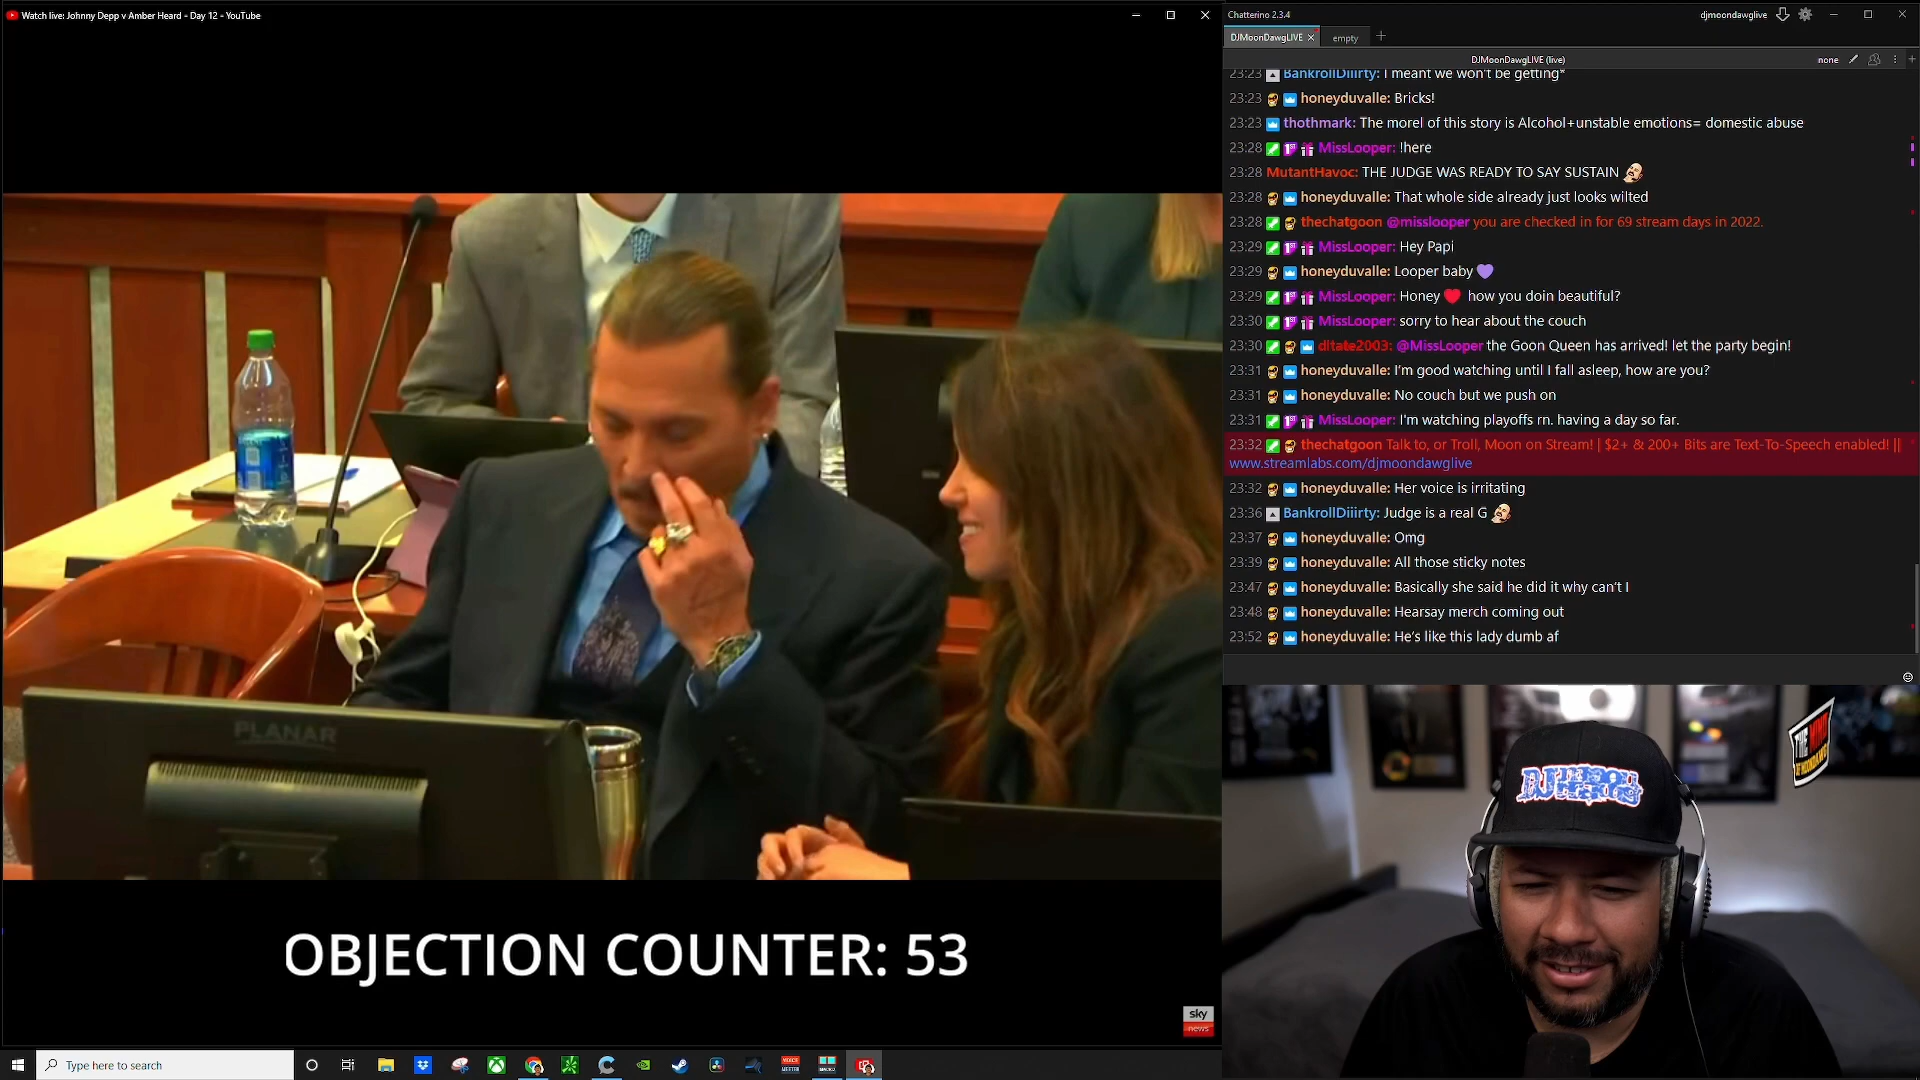 Watch live: Johnny Depp v Amber Heard - Day 12 - YouTube
PLANAR
OBJECTION COUNTER: 53
sky
news
Type here to search
Chatterino 2.3.4
djmoondawglive
DJMoonDawgLIVE
empty
DJMoonDawgLIVE (live)
none
23:23 BankrollDiiirty: I meant we won't be getting*
23:23 honeyduvalle: Bricks!
23:23 thothmark: The morel of this story is Alcohol+unstable emotions= domestic abuse
23:28 1ST MissLooper: !here
23:28 MutantHavoc: THE JUDGE WAS READY TO SAY SUSTAIN
23:28 honeyduvalle: That whole side already just looks wilted
23:28 thechatgoon @misslooper you are checked in for 69 stream days in 2022.
23:29 1ST MissLooper: Hey Papi
23:29 honeyduvalle: Looper baby
23:29 1ST MissLooper: Honey how you doin beautiful?
23:30 1ST MissLooper: sorry to hear about the couch
23:30 dltate2003: @MissLooper the Goon Queen has arrived! let the party begin!
23:31 honeyduvalle: I'm good watching until I fall asleep, how are you?
23:31 honeyduvalle: No couch but we push on
23:31 1ST MissLooper: I'm watching playoffs rn. having a day so far.
23:32 thechatgoon Talk to, or Troll, Moon on Stream! | $2+ & 200+ Bits are Text-To-Speech enabled! ||
www.streamlabs.com/djmoondawglive
23:32 honeyduvalle: Her voice is irritating
23:36 BankrollDiiirty: Judge is a real G
23:37 honeyduvalle: Omg
23:39 honeyduvalle: All those sticky notes
23:47 honeyduvalle: Basically she said he did it why can't I
23:48 honeyduvalle: Hearsay merch coming out
23:52 honeyduvalle: He's like this lady dumb af
THE MIND